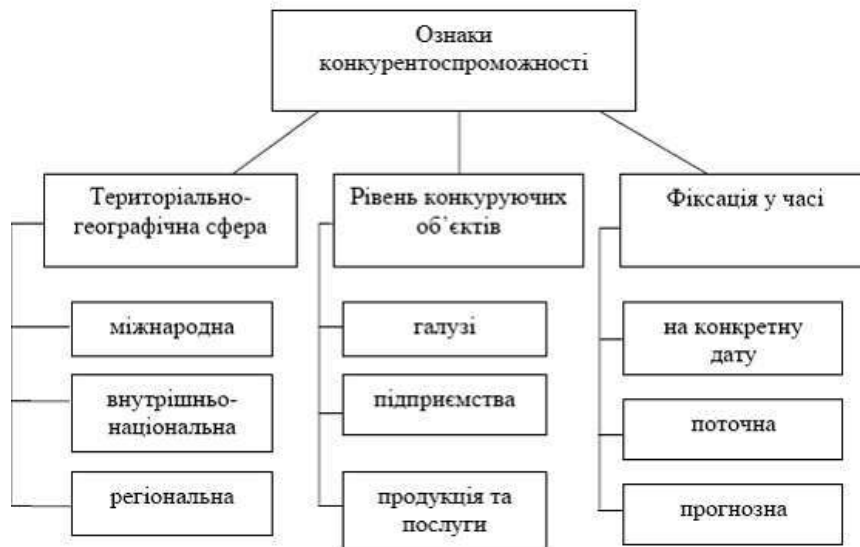 Ознаки
конкурентоспроможності
Територіально-
географічна сфера
міжнародна
внутрішньо-
національна
регіональна
Рівень конкуруючих
об’єктів
галузі
підприємства
продукція та
послуги
Фіксація у часі
на конкретну
дату
поточна
прогнозна